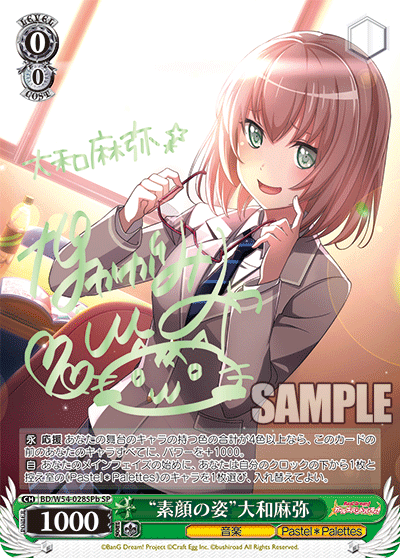 LEVEL
0
0
COST
大和麻弥
SAMPLE
永 応援 あなたの舞台のキャラの持つ色の合計が4色以上なら、このカードの
前のあなたのキャラすべてに、パワーを+1000。
自 あなたのメインフェイズの始めに、あなたは自分のクロックの下から1枚と
控え室の《Pastel*Palettes》のキャラを1枚選び、入れ替えてよい。
CH BD/W54-028SPb SP
1000
“素顔の姿”大和麻弥
音楽
Pastel*Palettes
©BanG Dream! Project ©Craft Egg Inc. ©bushiroad All Rights Reserved.